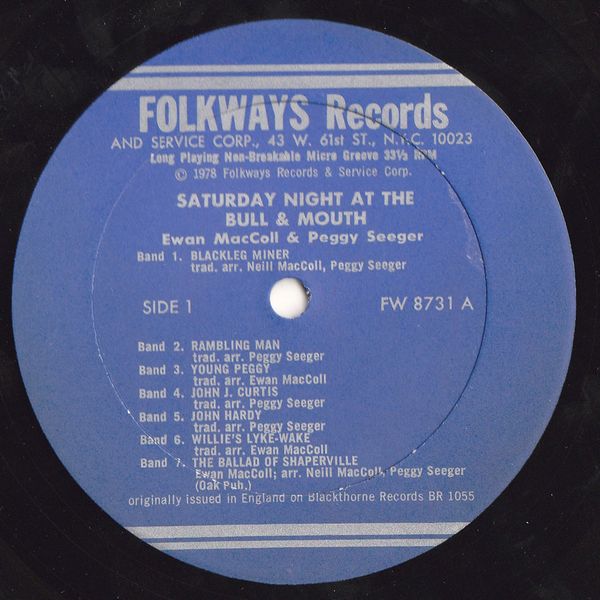 FOLKWAYS Records
AND SERVICE CORP., 43 W. 61st ST., N.Y.C. 10023
Long Playing Non-Breakable Micro Groove 33⅓ RPM
© 1978 Folkways Records & Service Corp.
SATURDAY NIGHT AT THE
BULL & MOUTH
Ewan MacColl & Peggy Seeger
Band 1. BLACKLEG MINER
trad. arr. Neill MacColl, Peggy Seeger
SIDE 1 FW 8731 A
Band 2. RAMBLING MAN
trad. arr. Peggy Seeger
Band 3. YOUNG PEGGY
trad. arr. Ewan MacColl
Band 4. JOHN J. CURTIS
trad. arr. Peggy Seeger
Band 5. JOHN HARDY
trad. arr. Peggy Seeger
Band 6. WILLIE'S LYKE-WAKE
trad. arr. Ewan MacColl
Band 7. THE BALLAD OF SHAPERVILLE
Ewan MacColl; arr. Neill MacColl, Peggy Seeger
(Oak Pub.)
originally issued in England on Blackthorne Records BR 1055